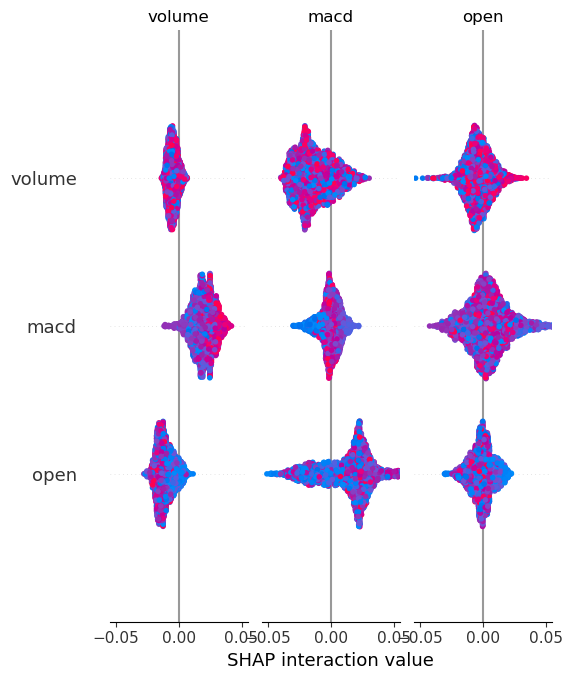 volume macd open
volume
macd
open
−0.05 0.00 0.05 −0.05 0.00 0.05 −0.05 0.00 0.05
SHAP interaction value